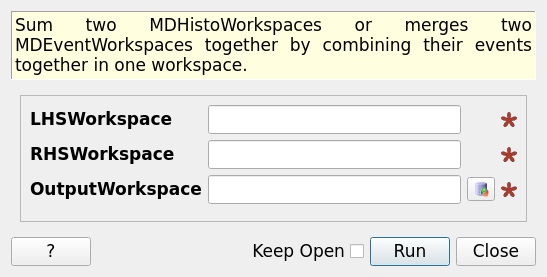 Sum two MDHistoWorkspaces or merges two
MDEventWorkspaces together by combining their events
together in one workspace.
LHSWorkspace *
RHSWorkspace *
OutputWorkspace *
? Keep Open Run Close